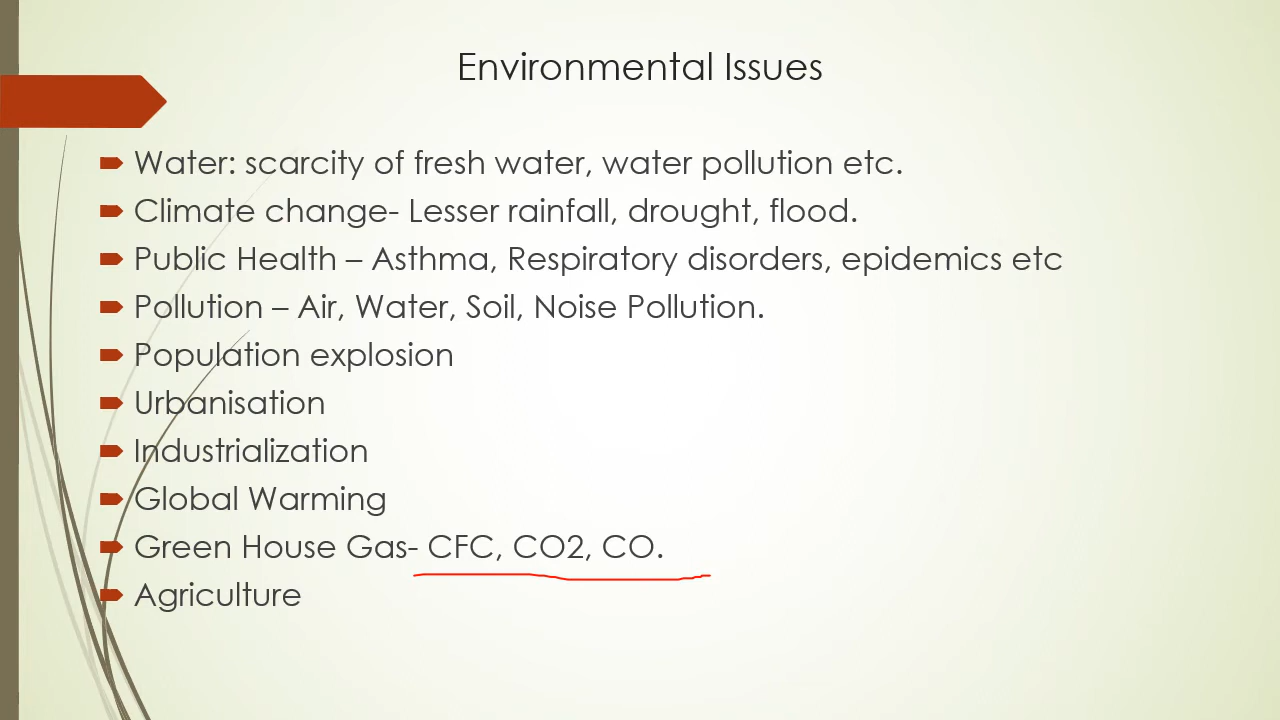 Environmental Issues
Water: scarcity of fresh water, water pollution etc.
Climate change- Lesser rainfall, drought, flood.
Public Health – Asthma, Respiratory disorders, epidemics etc
Pollution – Air, Water, Soil, Noise Pollution.
Population explosion
Urbanisation
Industrialization
Global Warming
Green House Gas- CFC, CO2, CO.
Agriculture